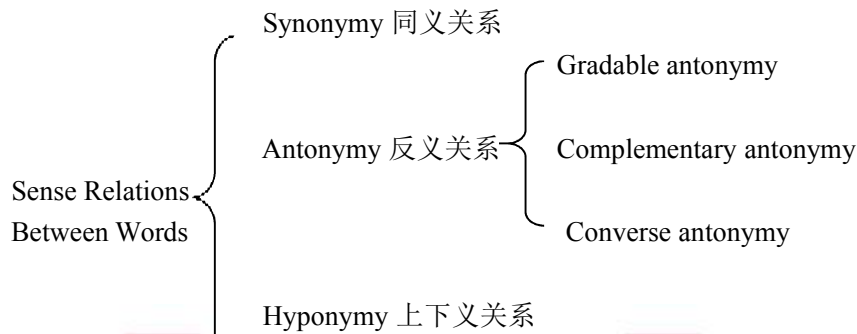 Synonymy 同义关系
Gradable antonymy
Antonymy 反义关系
Complementary antonymy
Sense Relations
Between Words
Converse antonymy
Hyponymy 上下义关系